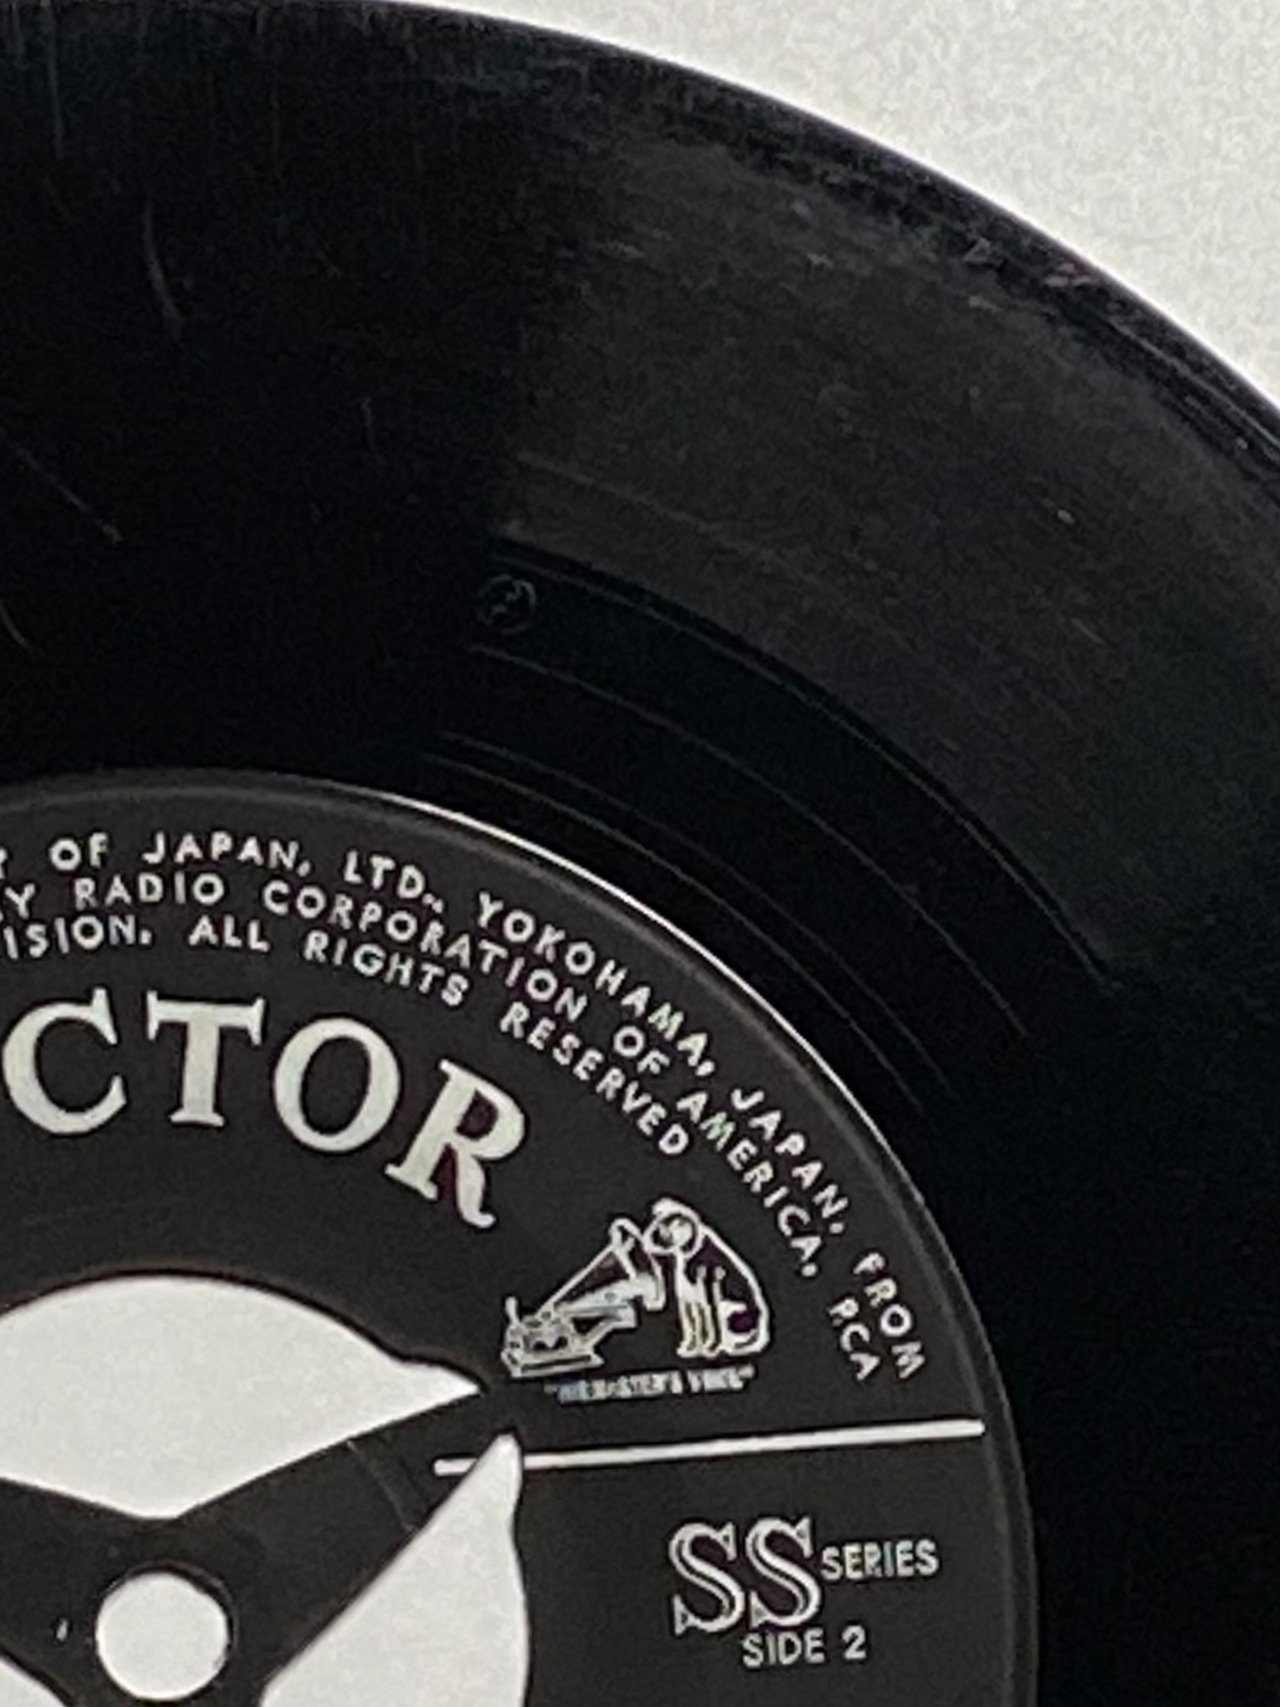 OF JAPAN, LTD., YOKOHAMA, JAPAN, FROM
RADIO CORPORATION OF AMERICA, RCA
ISION. ALL RIGHTS RESERVED
CTOR
"HIS MASTER'S VOICE"
SS SERIES
SIDE 2